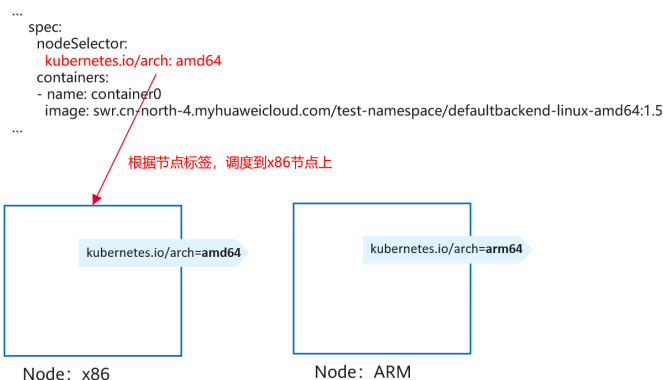 ...
spec:
nodeSelector:
kubernetes.io/arch: amd64
containers:
- name: container0
image: swr.cn-north-4.myhuaweicloud.com/test-namespace/defaultbackend-linux-amd64:1.5
...
根据节点标签，调度到x86节点上
kubernetes.io/arch=amd64
kubernetes.io/arch=arm64
Node：x86
Node：ARM